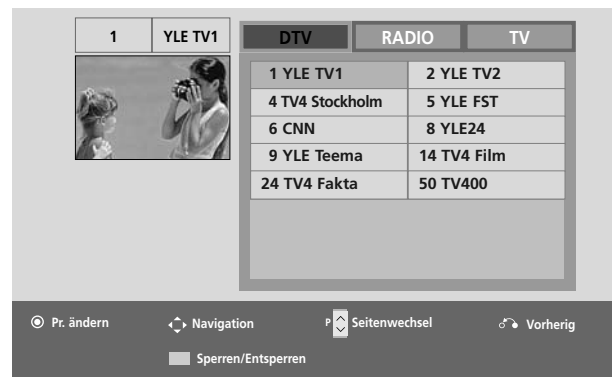 1 YLE TV1
DTV RADIO TV
1 YLE TV1 2 YLE TV2
4 TV4 Stockholm 5 YLE FST
6 CNN 8 YLE24
9 YLE Teema 14 TV4 Film
24 TV4 Fakta 50 TV400
Pr. ändern Navigation P Seitenwechsel Vorherig
Sperren/Entsperren